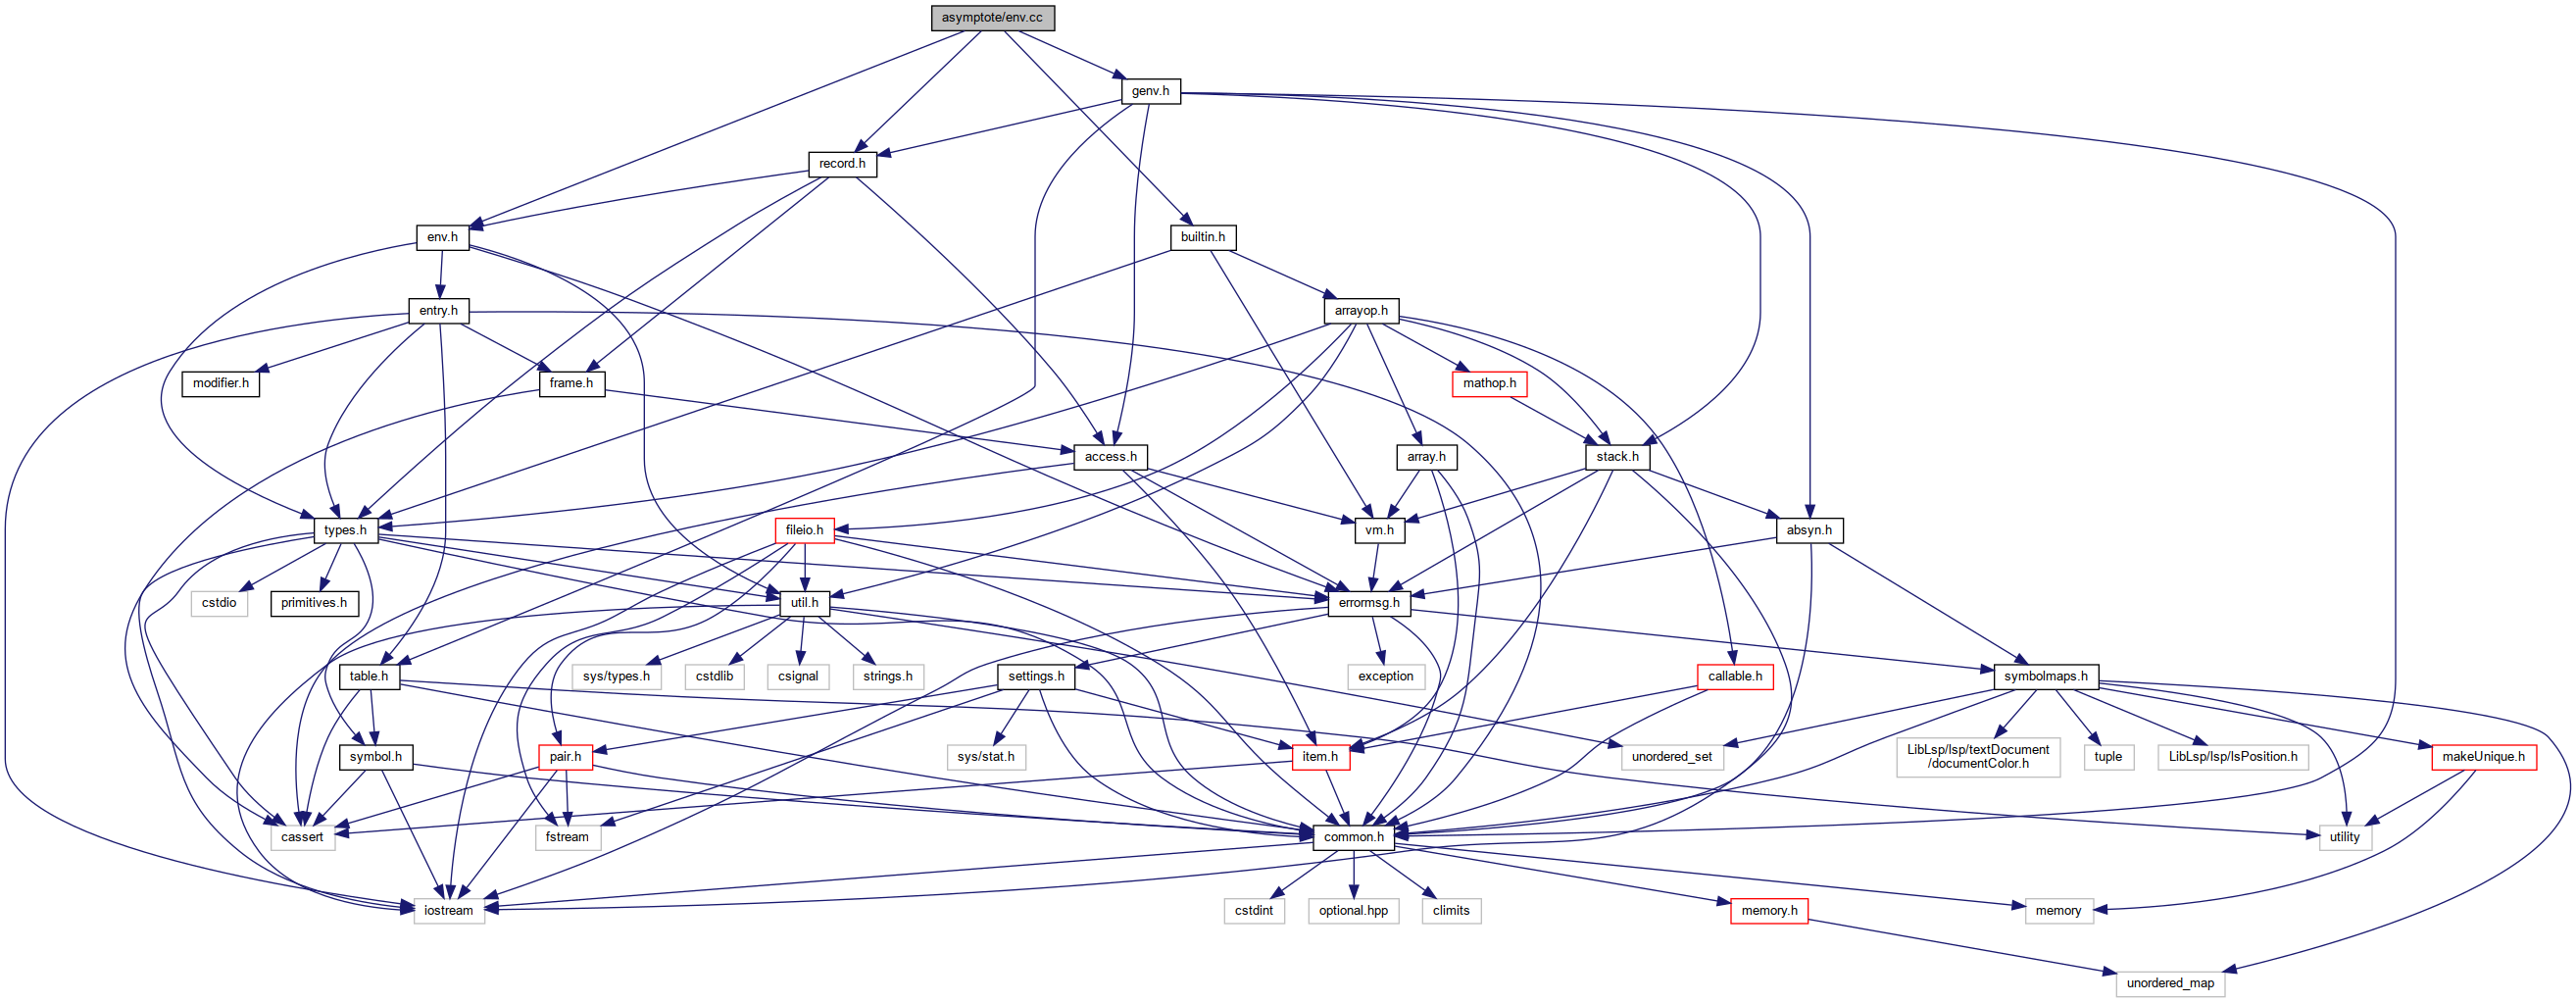 asymptote/env.cc
genv.h
record.h
env.h
builtin.h
entry.h
arrayop.h
modifier.h
frame.h
mathop.h
access.h
array.h
stack.h
types.h
fileio.h
vm.h
absyn.h
cstdio
primitives.h
util.h
errormsg.h
table.h
sys/types.h
cstdlib
csignal
strings.h
settings.h
exception
callable.h
symbolmaps.h
symbol.h
pair.h
sys/stat.h
item.h
unordered_set
LibLsp/lsp/textDocument
/documentColor.h
tuple
LibLsp/lsp/lsPosition.h
makeUnique.h
cassert
fstream
common.h
utility
iostream
cstdint
optional.hpp
climits
memory.h
memory
unordered_map